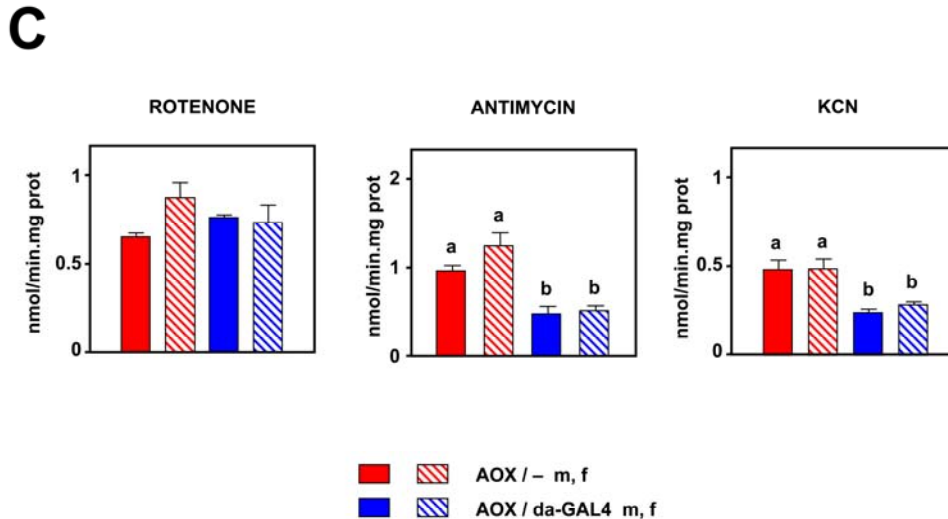 C
ROTENONE
nmol/min.mg prot
1
0.5
0
ANTIMYCIN
nmol/min.mg prot
2
1
0
a
a
b
b
KCN
nmol/min.mg prot
1
0.5
0
a
a
b
b
AOX / – m, f
AOX / da-GAL4 m, f